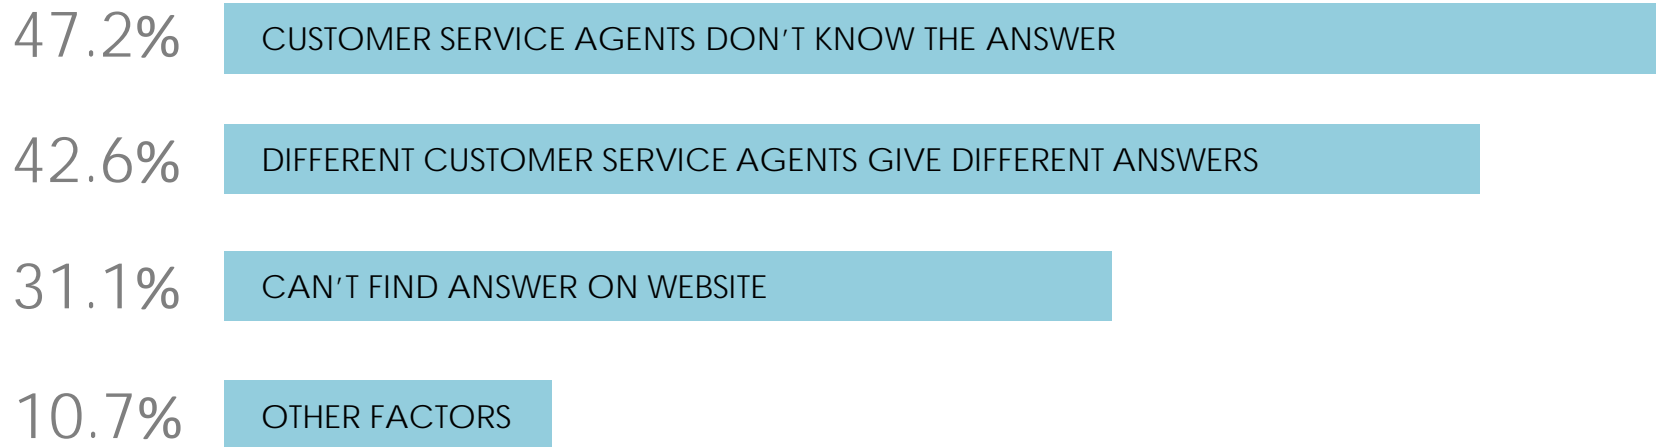 47.2% CUSTOMER SERVICE AGENTS DON'T KNOW THE ANSWER
42.6% DIFFERENT CUSTOMER SERVICE AGENTS GIVE DIFFERENT ANSWERS
31.1% CAN'T FIND ANSWER ON WEBSITE
10.7% OTHER FACTORS